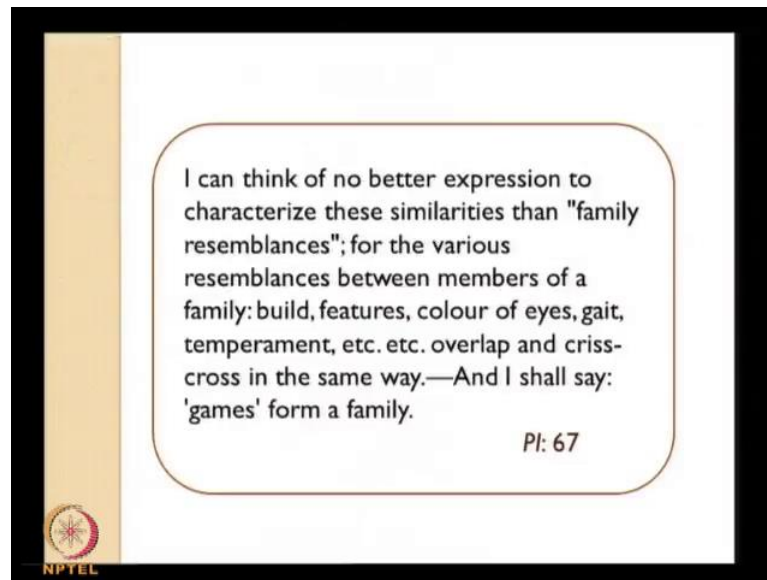 I can think of no better expression to
characterize these similarities than "family
resemblances"; for the various
resemblances between members of a
family: build, features, colour of eyes, gait,
temperament, etc. etc. overlap and criss-
cross in the same way.—And I shall say:
'games' form a family.
PI: 67
NPTEL